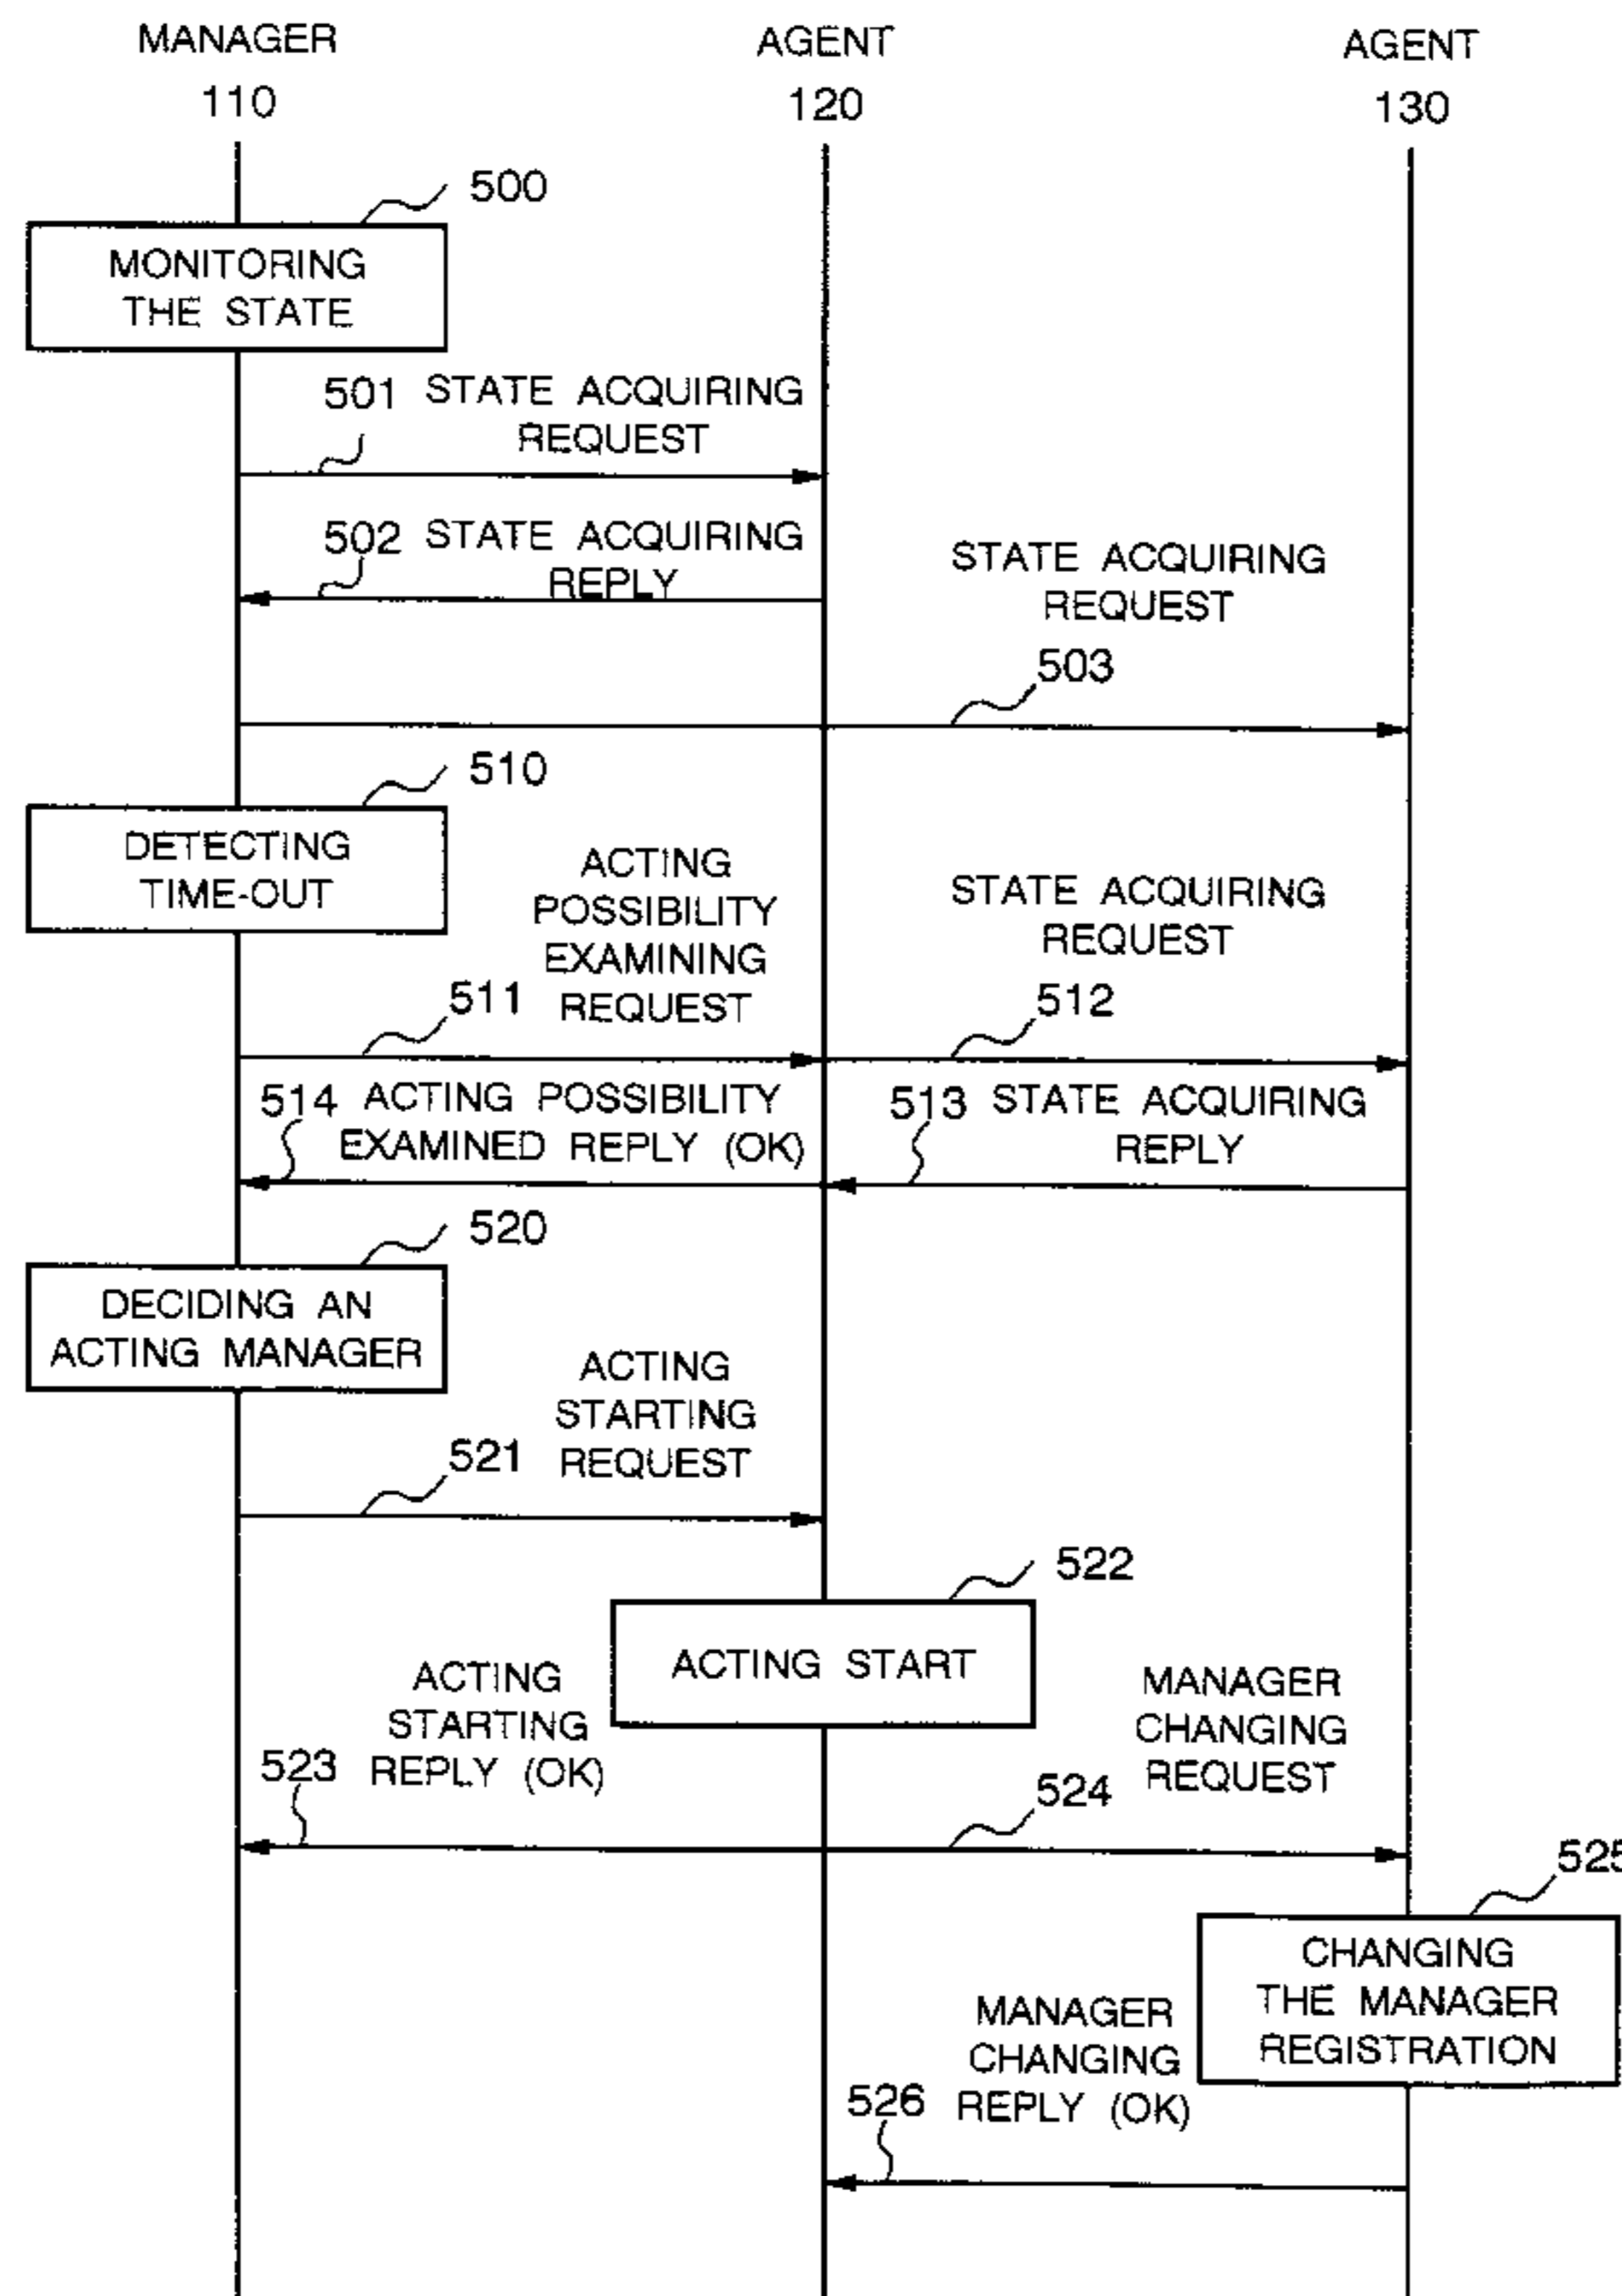 MANAGER
110
AGENT
120
AGENT
130
500
MONITORING
THE STATE
501
STATE ACQUIRING
REQUEST
502
STATE ACQUIRING
REPLY
STATE ACQUIRING
REQUEST
503
510
DETECTING
TIME-OUT
ACTING
POSSIBILITY
EXAMINING
REQUEST
511
STATE ACQUIRING
REQUEST
512
514
ACTING POSSIBILITY
EXAMINED REPLY (OK)
513
STATE ACQUIRING
REPLY
520
DECIDING AN
ACTING MANAGER
ACTING
STARTING
REQUEST
521
522
ACTING START
ACTING
STARTING
REPLY (OK)
523
MANAGER
CHANGING
REQUEST
524
525
CHANGING
THE MANAGER
REGISTRATION
MANAGER
CHANGING
REPLY (OK)
526